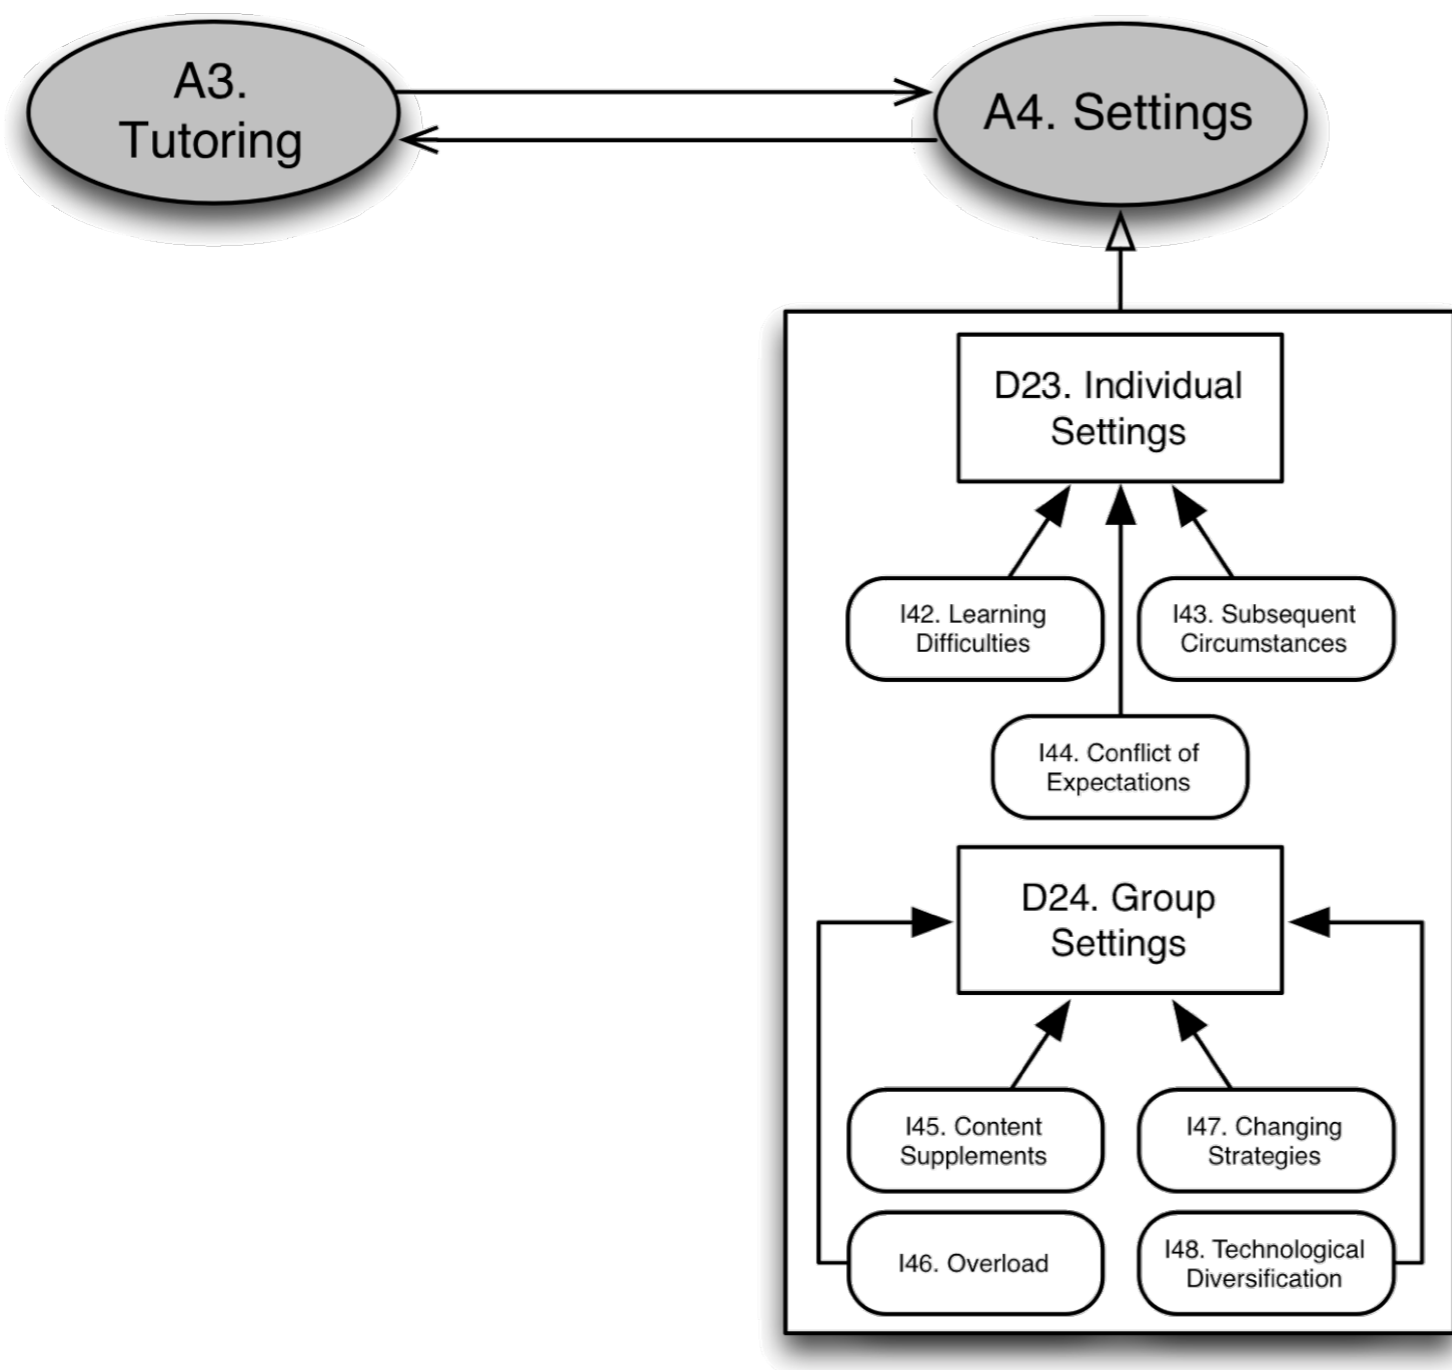 A3.
Tutoring
A4. Settings
D23. Individual
Settings
I42. Learning
Difficulties
I43. Subsequent
Circumstances
I44. Conflict of
Expectations
D24. Group
Settings
I45. Content
Supplements
I47. Changing
Strategies
I46. Overload
I48. Technological
Diversification